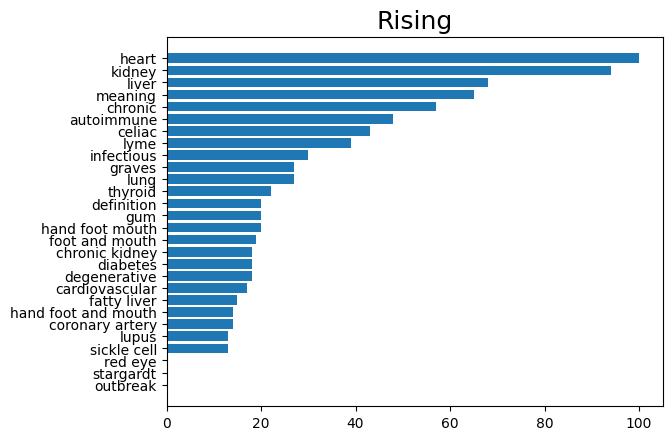 Rising
heart
kidney
liver
meaning
chronic
autoimmune
celiac
lyme
infectious
graves
lung
thyroid
definition
gum
hand foot mouth
foot and mouth
chronic kidney
diabetes
degenerative
cardiovascular
fatty liver
hand foot and mouth
coronary artery
lupus
sickle cell
red eye
stargardt
outbreak
0 20 40 60 80 100